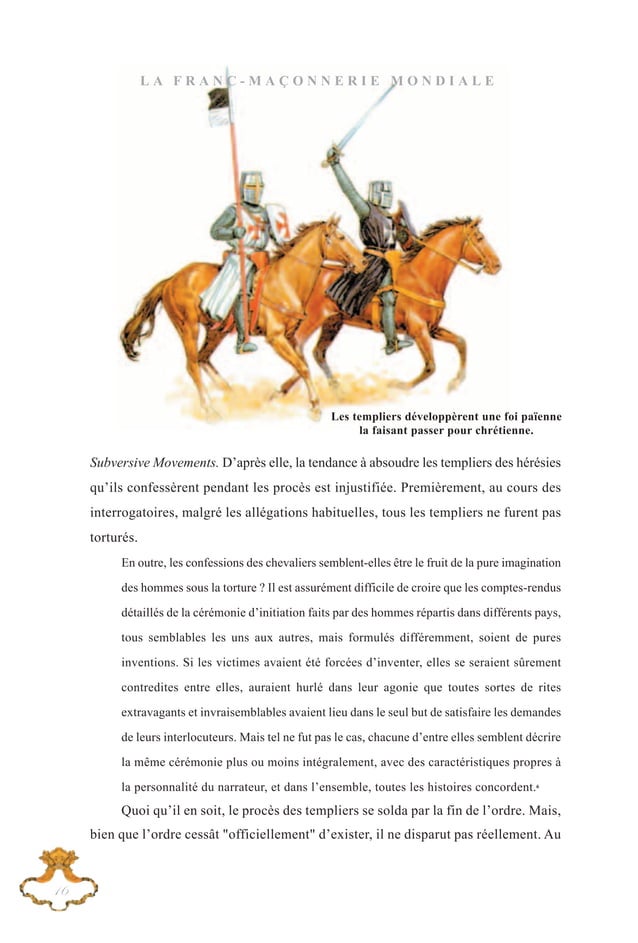 LA FRANC-MAÇONNERIE MONDIALE
Les templiers développèrent une foi païenne
la faisant passer pour chrétienne.
Subversive Movements. D’après elle, la tendance à absoudre les templiers des hérésies
qu’ils confessèrent pendant les procès est injustifiée. Premièrement, au cours des
interrogatoires, malgré les allégations habituelles, tous les templiers ne furent pas
torturés.
En outre, les confessions des chevaliers semblent-elles être le fruit de la pure imagination
des hommes sous la torture ? Il est assurément difficile de croire que les comptes-rendus
détaillés de la cérémonie d’initiation faits par des hommes répartis dans différents pays,
tous semblables les uns aux autres, mais formulés différemment, soient de pures
inventions. Si les victimes avaient été forcées d’inventer, elles se seraient sûrement
contredites entre elles, auraient hurlé dans leur agonie que toutes sortes de rites
extravagants et invraisemblables avaient lieu dans le seul but de satisfaire les demandes
de leurs interlocuteurs. Mais tel ne fut pas le cas, chacune d’entre elles semblent décrire
la même cérémonie plus ou moins intégralement, avec des caractéristiques propres à
la personnalité du narrateur, et dans l’ensemble, toutes les histoires concordent.
Quoi qu’il en soit, le procès des templiers se solda par la fin de l’ordre. Mais,
bien que l’ordre cessât "officiellement" d’exister, il ne disparut pas réellement. Au
16